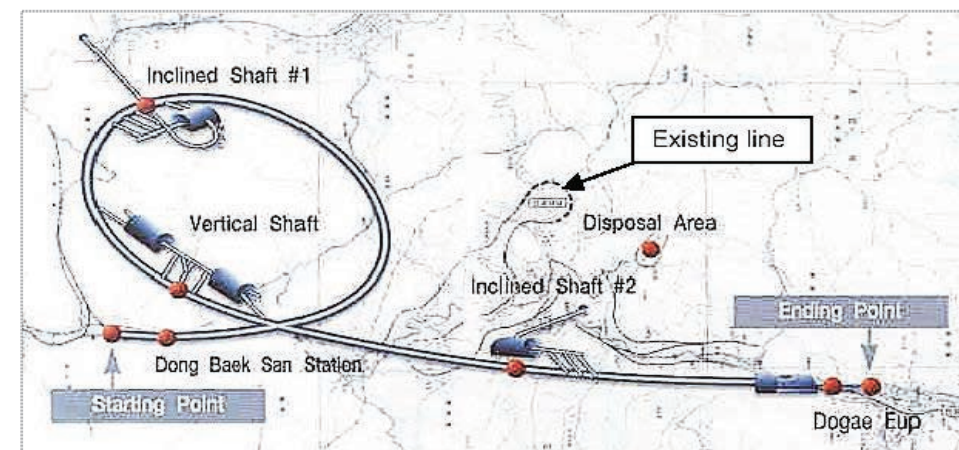 Inclined Shaft #1
Existing line
Vertical Shaft
Disposal Area
Inclined Shaft #2
Ending Point
Dong Baek San Station
Starting Point
Dogae Eup